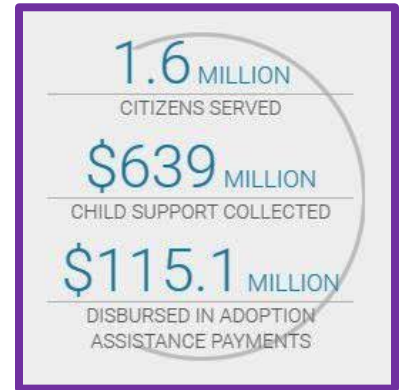 1.6 MILLION
CITIZENS SERVED
$639 MILLION
CHILD SUPPORT COLLECTED
$115.1 MILLION
DISBURSED IN ADOPTION
ASSISTANCE PAYMENTS